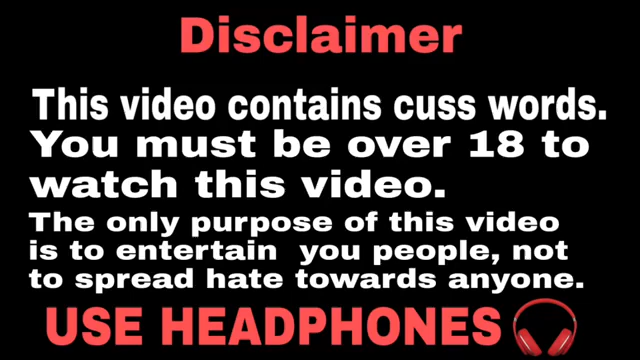 Disclaimer
This video contains cuss words.
You must be over 18 to
watch this video.
The only purpose of this video
is to entertain  you people, not
to spread hate towards anyone.
USE HEADPHONES